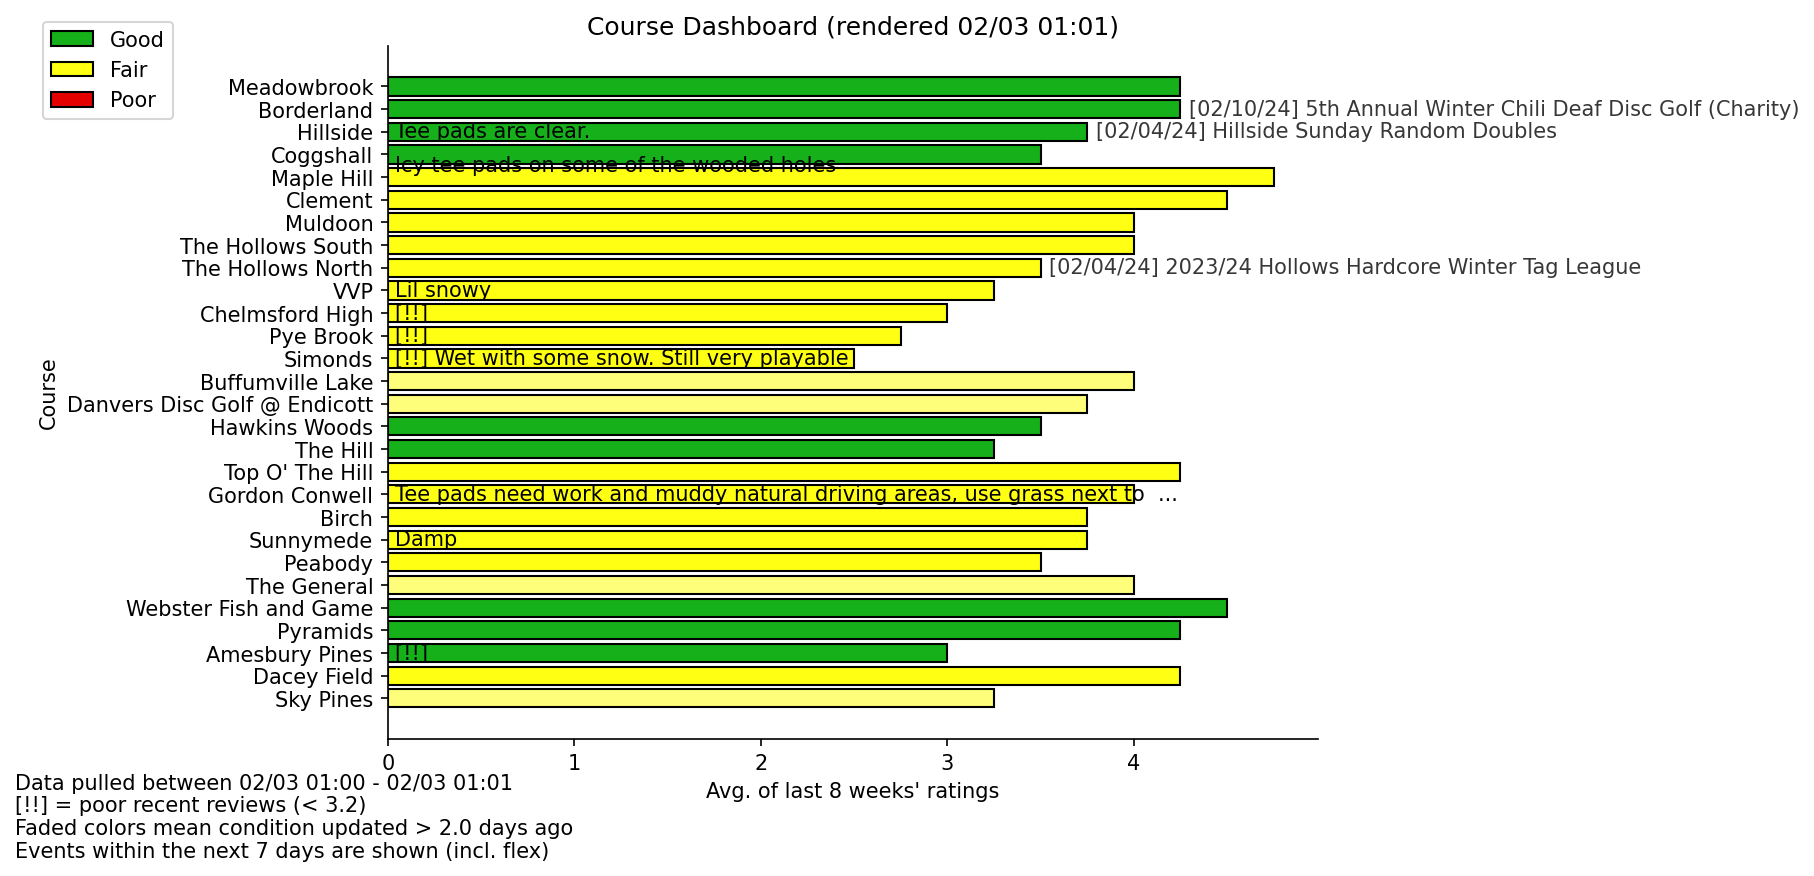 Course Dashboard (rendered 02/03 01:01)
Good
Fair
Poor
Meadowbrook
Borderland [02/10/24] 5th Annual Winter Chili Deaf Disc Golf (Charity)
Hillside Tee pads are clear. [02/04/24] Hillside Sunday Random Doubles
Coggshall
Icy tee pads on some of the wooded holes
Maple Hill
Clement
Muldoon
The Hollows South
The Hollows North [02/04/24] 2023/24 Hollows Hardcore Winter Tag League
VVP Lil snowy
Chelmsford High [!!]
Pye Brook [!!]
Simonds [!!] Wet with some snow. Still very playable
Buffumville Lake
Danvers Disc Golf @ Endicott
Hawkins Woods
The Hill
Top O' The Hill
Gordon Conwell Tee pads need work and muddy natural driving areas, use grass next to ...
Birch
Sunnymede Damp
Peabody
The General
Webster Fish and Game
Pyramids
Amesbury Pines [!!]
Dacey Field
Sky Pines
Course
0 1 2 3 4
Avg. of last 8 weeks' ratings
Data pulled between 02/03 01:00 - 02/03 01:01
[!!] = poor recent reviews (< 3.2)
Faded colors mean condition updated > 2.0 days ago
Events within the next 7 days are shown (incl. flex)